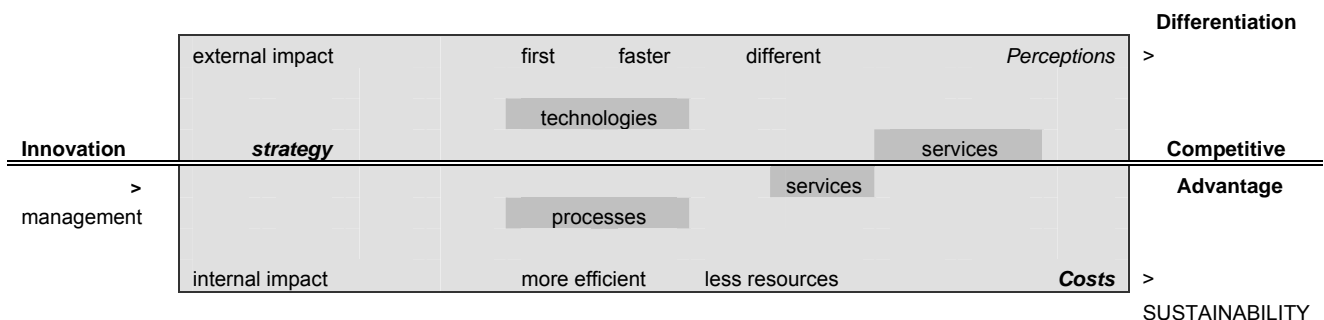 Differentiation
external impact first faster different Perceptions >
technologies
Innovation strategy services Competitive
> services Advantage
management processes
internal impact more efficient less resources Costs >
SUSTAINABILITY